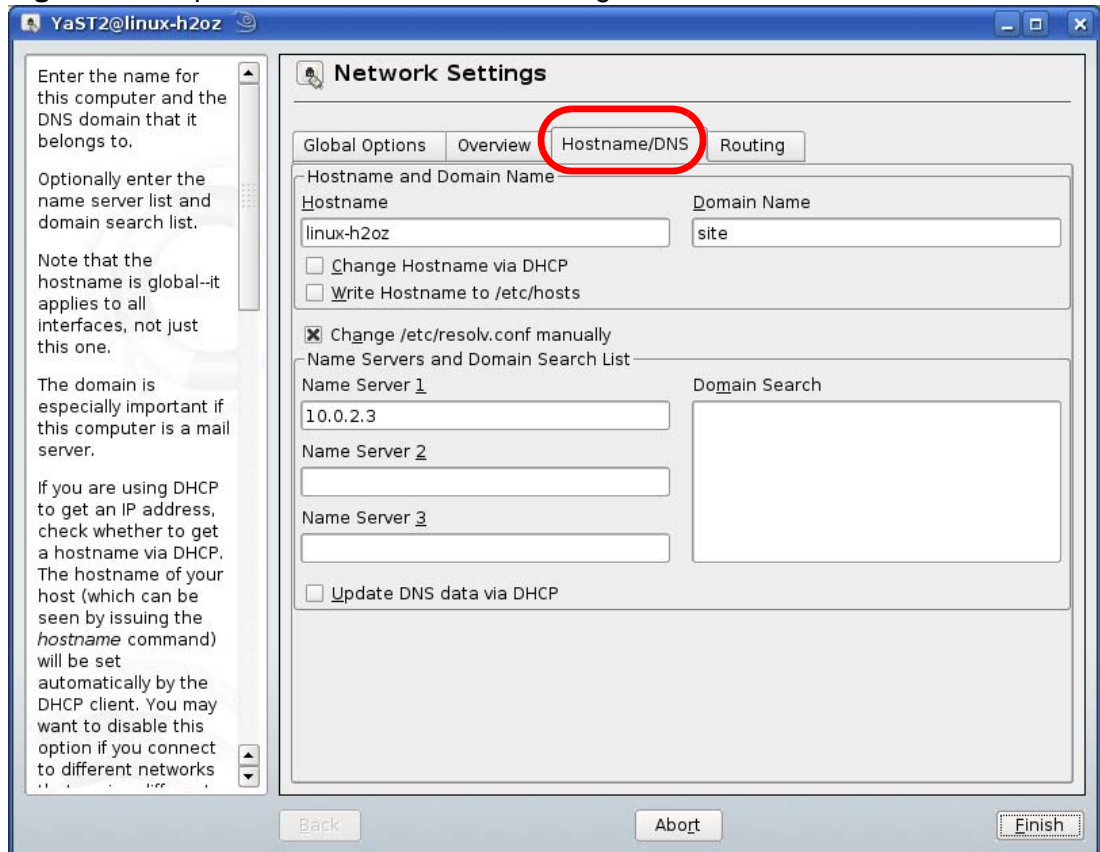 YaST2@linux-h2oz
Enter the name for
this computer and the
DNS domain that it
belongs to.
Optionally enter the
name server list and
domain search list.
Note that the
hostname is global--it
applies to all
interfaces, not just
this one.
The domain is
especially important if
this computer is a mail
server.
If you are using DHCP
to get an IP address,
check whether to get
a hostname via DHCP.
The hostname of your
host (which can be
seen by issuing the
hostname command)
will be set
automatically by the
DHCP client. You may
want to disable this
option if you connect
to different networks
Network Settings
Global Options Overview Hostname/DNS Routing
Hostname and Domain Name
Hostname Domain Name
linux-h2oz site
Change Hostname via DHCP
Write Hostname to /etc/hosts
Change /etc/resolv.conf manually
Name Servers and Domain Search List
Name Server 1 Domain Search
10.0.2.3
Name Server 2
Name Server 3
Update DNS data via DHCP
Back Abort Finish